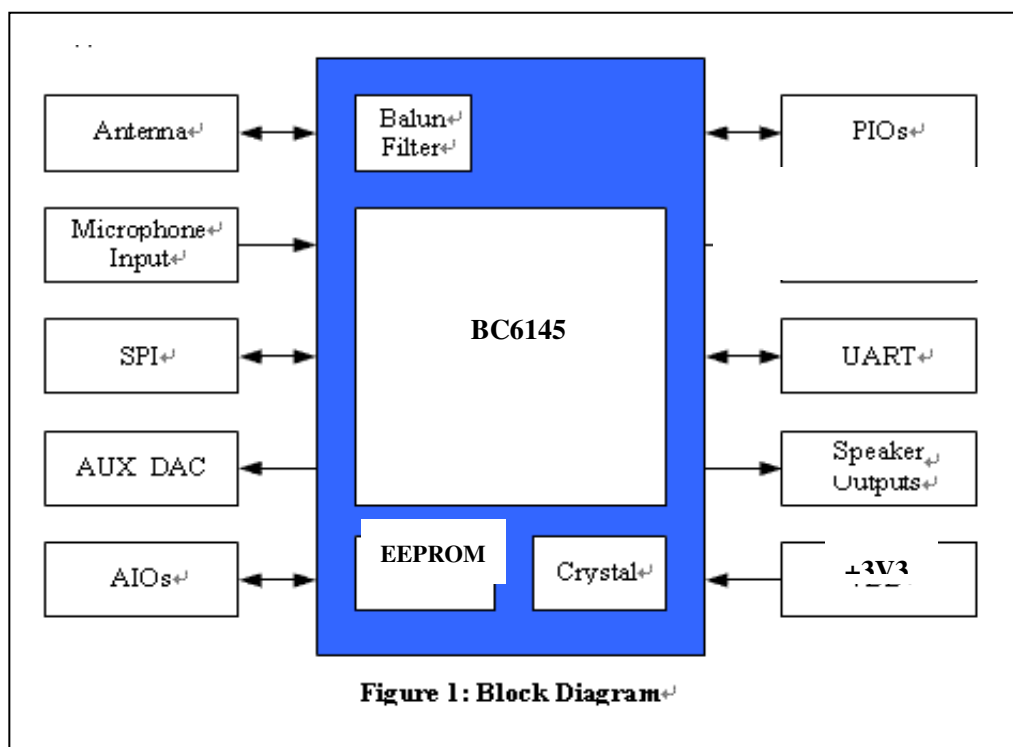 Antenna↵
Balun↵
Filter↵
PIOs↵
Microphone↵
Input↵
BC6145
SPI↵
UART↵
AUX DAC
Speaker↵
Outputs↵
EEPROM
AIOs↵
Crystal↵
+3V3
Figure 1: Block Diagram↵